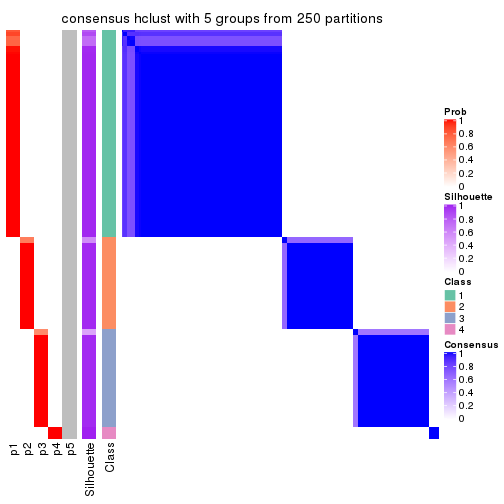 consensus hclust with 5 groups from 250 partitions
Prob
1
0.8
0.6
0.4
0.2
0
Silhouette
1
0.8
0.6
0.4
0.2
0
Class
1
2
3
4
Consensus
1
0.8
0.6
0.4
0.2
0
p1
p2
p3
p4
p5
Silhouette
Class